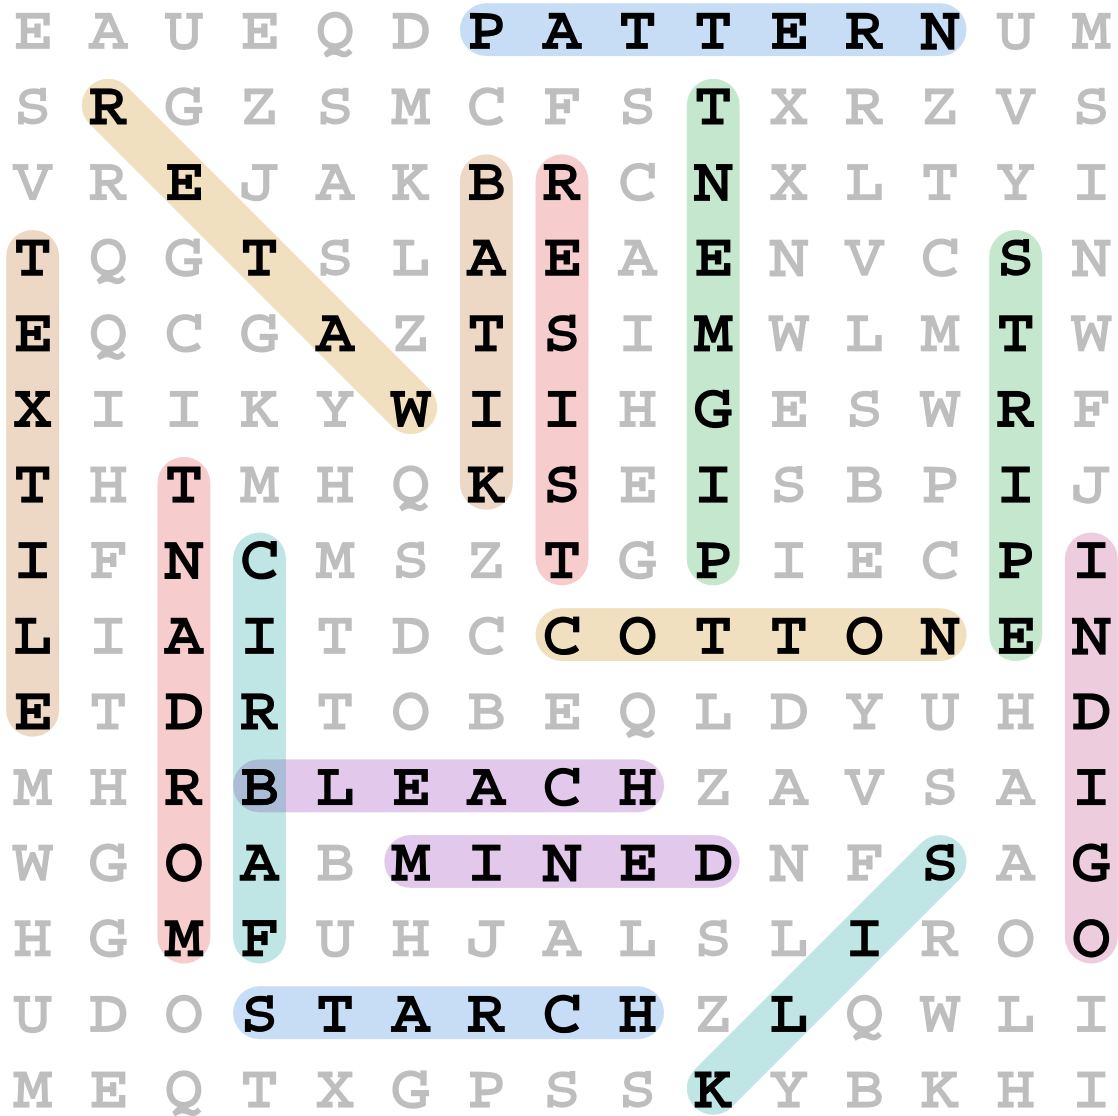 E A U E Q D P A T T E R N U M
S R G Z S M C F S T X R Z V S
V R E J A K B R C N X L T Y I
T Q G T S L A E A E N V C S N
E Q C G A Z T S I M W L M T W
X I I K Y W I I H G E S W R F
T H T M H Q K S E I S B P I J
I F N C M S Z T G P I E C P I
L I A I T D C C O T T O N E N
E T D R T O B E Q L D Y U H D
M H R B L E A C H Z A V S A I
W G O A B M I N E D N F S A G
H G M F U H J A L S L I R O O
U D O S T A R C H Z L Q W L I
M E Q T X G P S S K Y B K H I